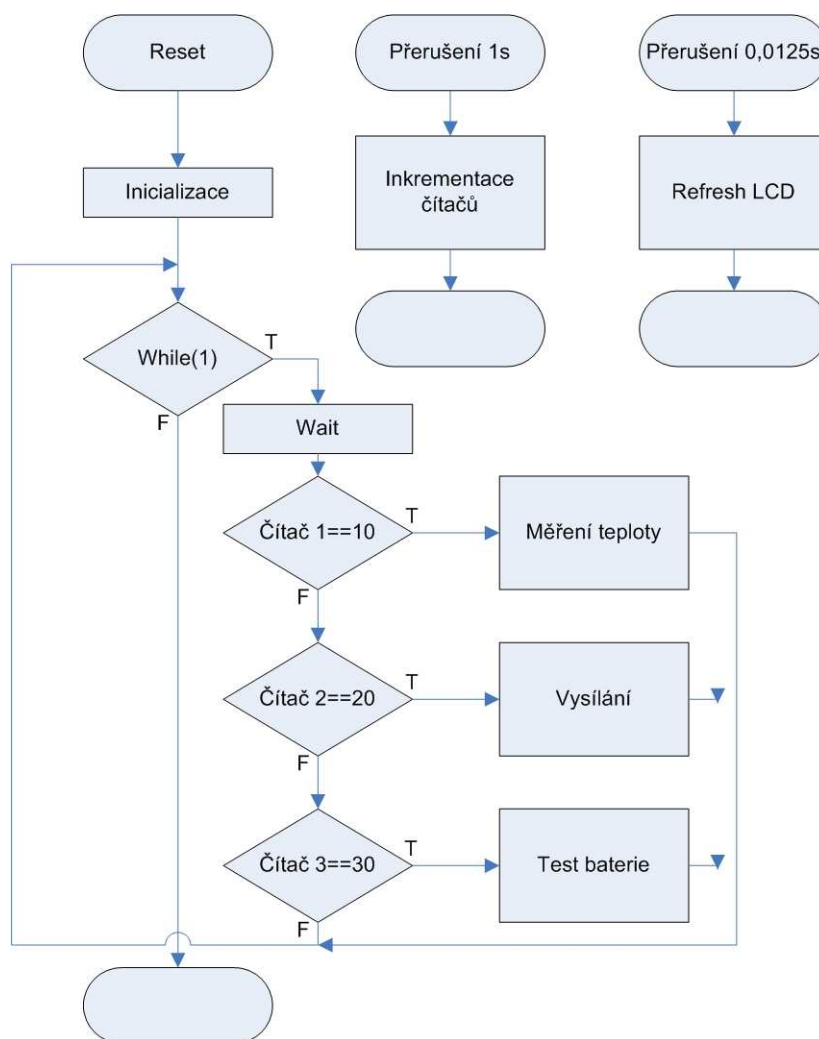 Reset
Přerušení 1s
Přerušení 0,0125s
Inicializace
Inkrementace
čítačů
Refresh LCD
While(1)
T
F
Wait
Čítač 1==10
T
Měření teploty
F
Čítač 2==20
T
Vysílání
F
Čítač 3==30
T
Test baterie
F